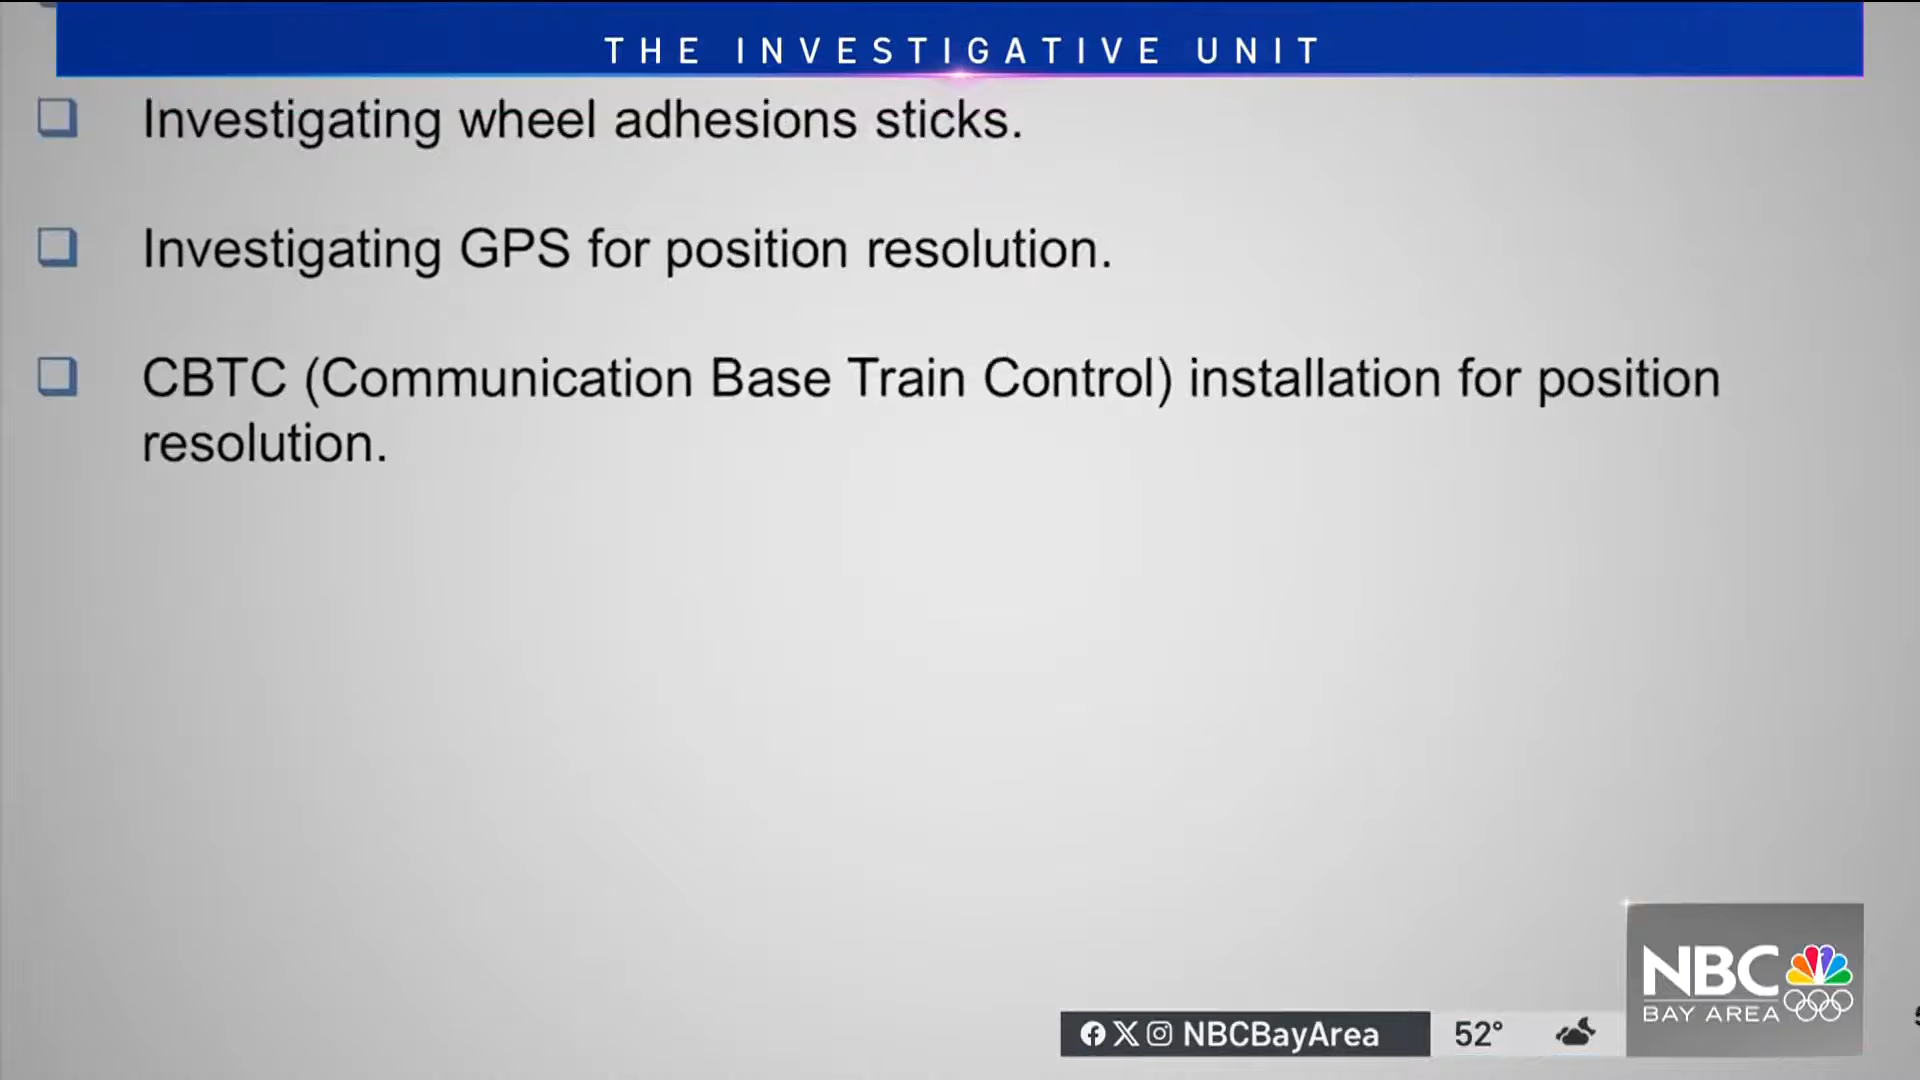 THE INVESTIGATIVE UNIT
Investigating wheel adhesions sticks.
Investigating GPS for position resolution.
CBTC (Communication Base Train Control) installation for position
resolution.
NBC
BAY AREA
NBCBayArea
52°